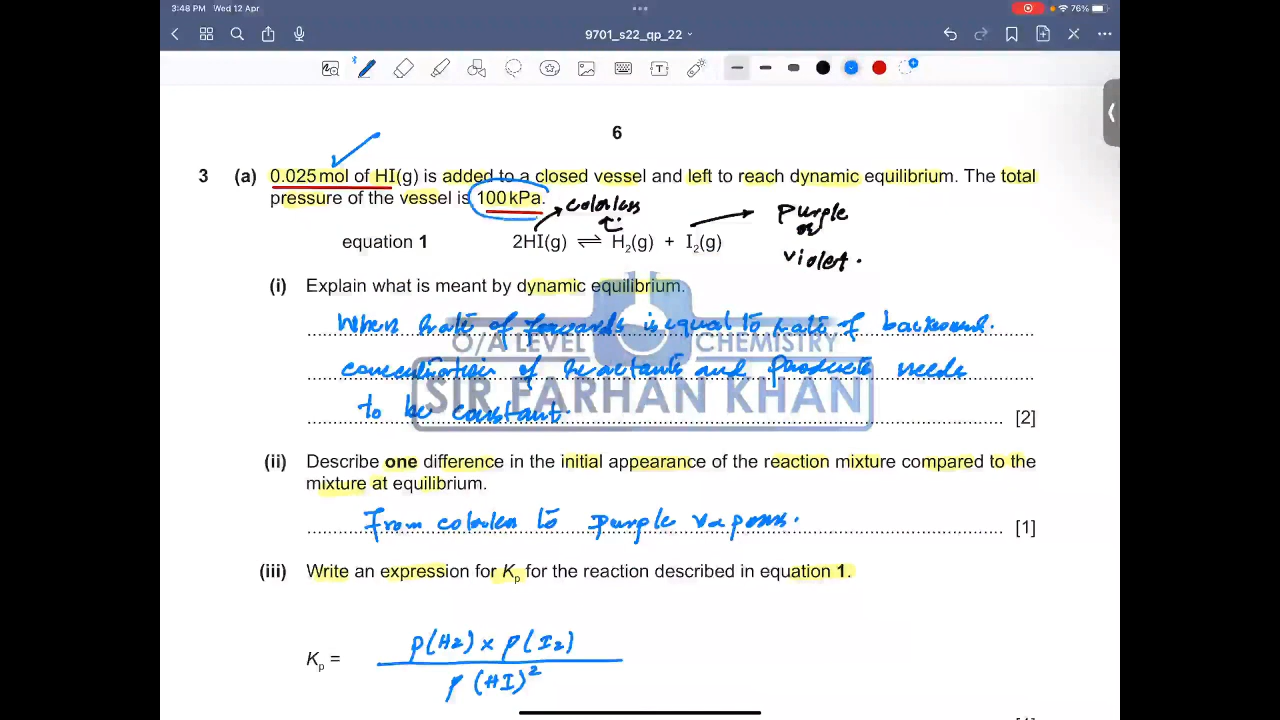 3:48 PM Wed 12 Apr
76%
9701_s22_qp_22
6
3 (a) 0.025 mol of HI(g) is added to a closed vessel and left to reach dynamic equilibrium. The total
pressure of the vessel is 100 kPa.
colorless
purple
or
violet.
equation 1 2HI(g) ⇌ H₂(g) + I₂(g)
(i) Explain what is meant by dynamic equilibrium.
When rate of forwards is equal to rate of backward.
O/A LEVEL CHEMISTRY
concentration of reactants and products needs
SIR FARHAN KHAN
to be constant.
[2]
(ii) Describe one difference in the initial appearance of the reaction mixture compared to the
mixture at equilibrium.
From colorless to purple vapours.
[1]
(iii) Write an expression for Kp for the reaction described in equation 1.
p(H2) × p(I2)
Kp =
p(HI)²